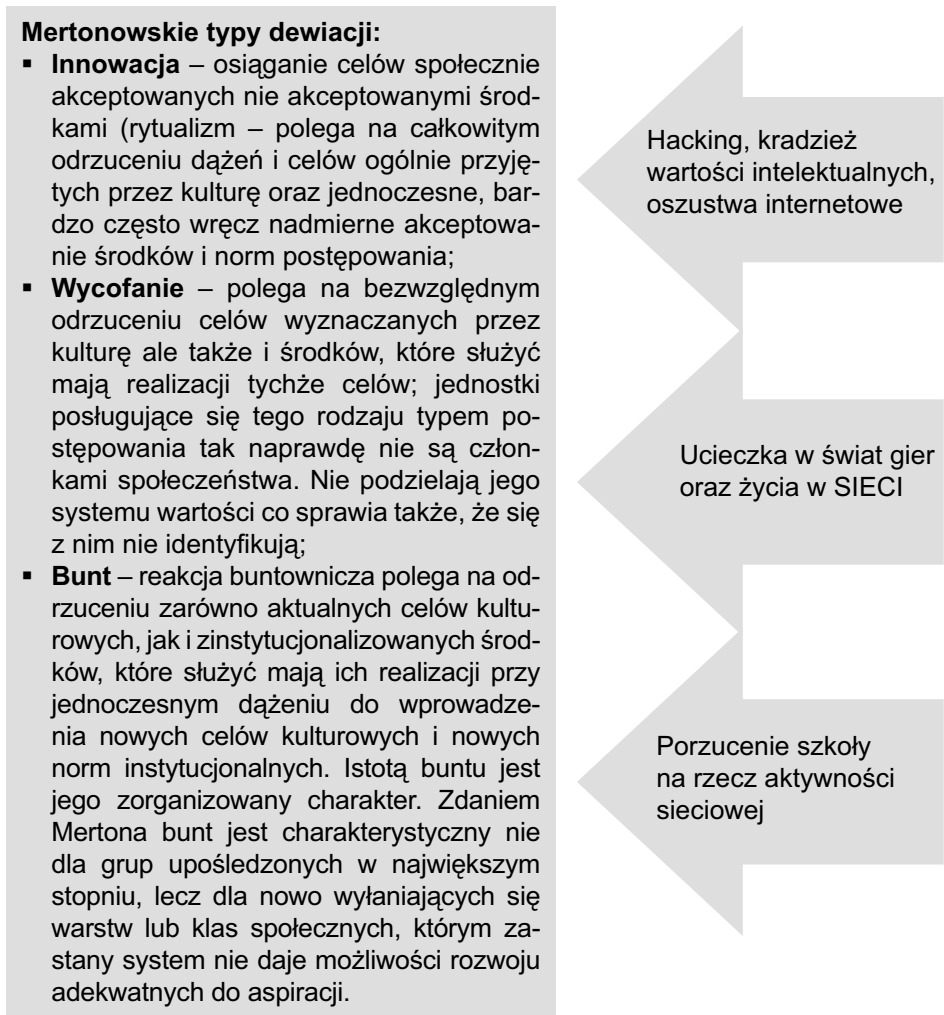 Mertonowskie typy dewiacji:
▪ Innowacja – osiąganie celów społecznie
akceptowanych nie akceptowanymi środ-
kami (rytualizm – polega na całkowitym
odrzuceniu dążeń i celów ogólnie przyję-
tych przez kulturę oraz jednoczesne, bar-
dzo często wręcz nadmierne akceptowa-
nie środków i norm postępowania;
▪ Wycofanie – polega na bezwzględnym
odrzuceniu celów wyznaczanych przez
kulturę ale także i środków, które służyć
mają realizacji tychże celów; jednostki
posługujące się tego rodzaju typem po-
stępowania tak naprawdę nie są człon-
kami społeczeństwa. Nie podzielają jego
systemu wartości co sprawia także, że się
z nim nie identyfikują;
▪ Bunt – reakcja buntownicza polega na od-
rzuceniu zarówno aktualnych celów kultu-
rowych, jak i zinstytucjonalizowanych środ-
ków, które służyć mają ich realizacji przy
jednoczesnym dążeniu do wprowadze-
nia nowych celów kulturowych i nowych
norm instytucjonalnych. Istotą buntu jest
jego zorganizowany charakter. Zdaniem
Mertona bunt jest charakterystyczny nie
dla grup upośledzonych w największym
stopniu, lecz dla nowo wyłaniających się
warstw lub klas społecznych, którym za-
stany system nie daje możliwości rozwoju
adekwatnych do aspiracji.
Hacking, kradzież
wartości intelektualnych,
oszustwa internetowe
Ucieczka w świat gier
oraz życia w SIECI
Porzucenie szkoły
na rzecz aktywności
sieciowej